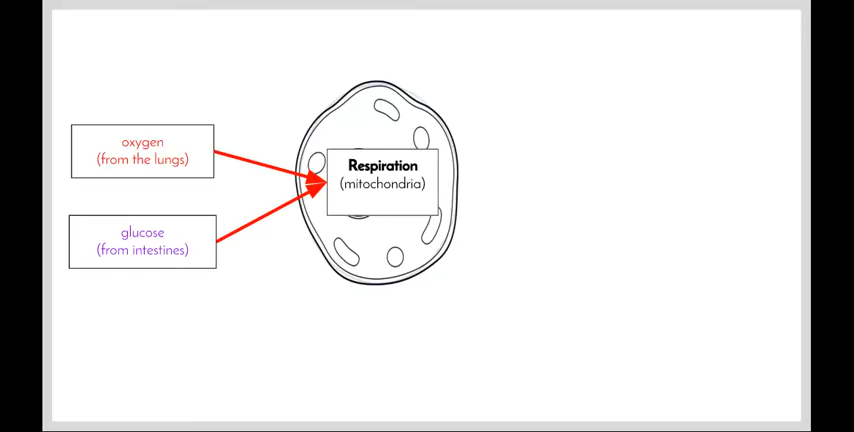 oxygen
(from the lungs)
Respiration
(mitochondria)
glucose
(from intestines)